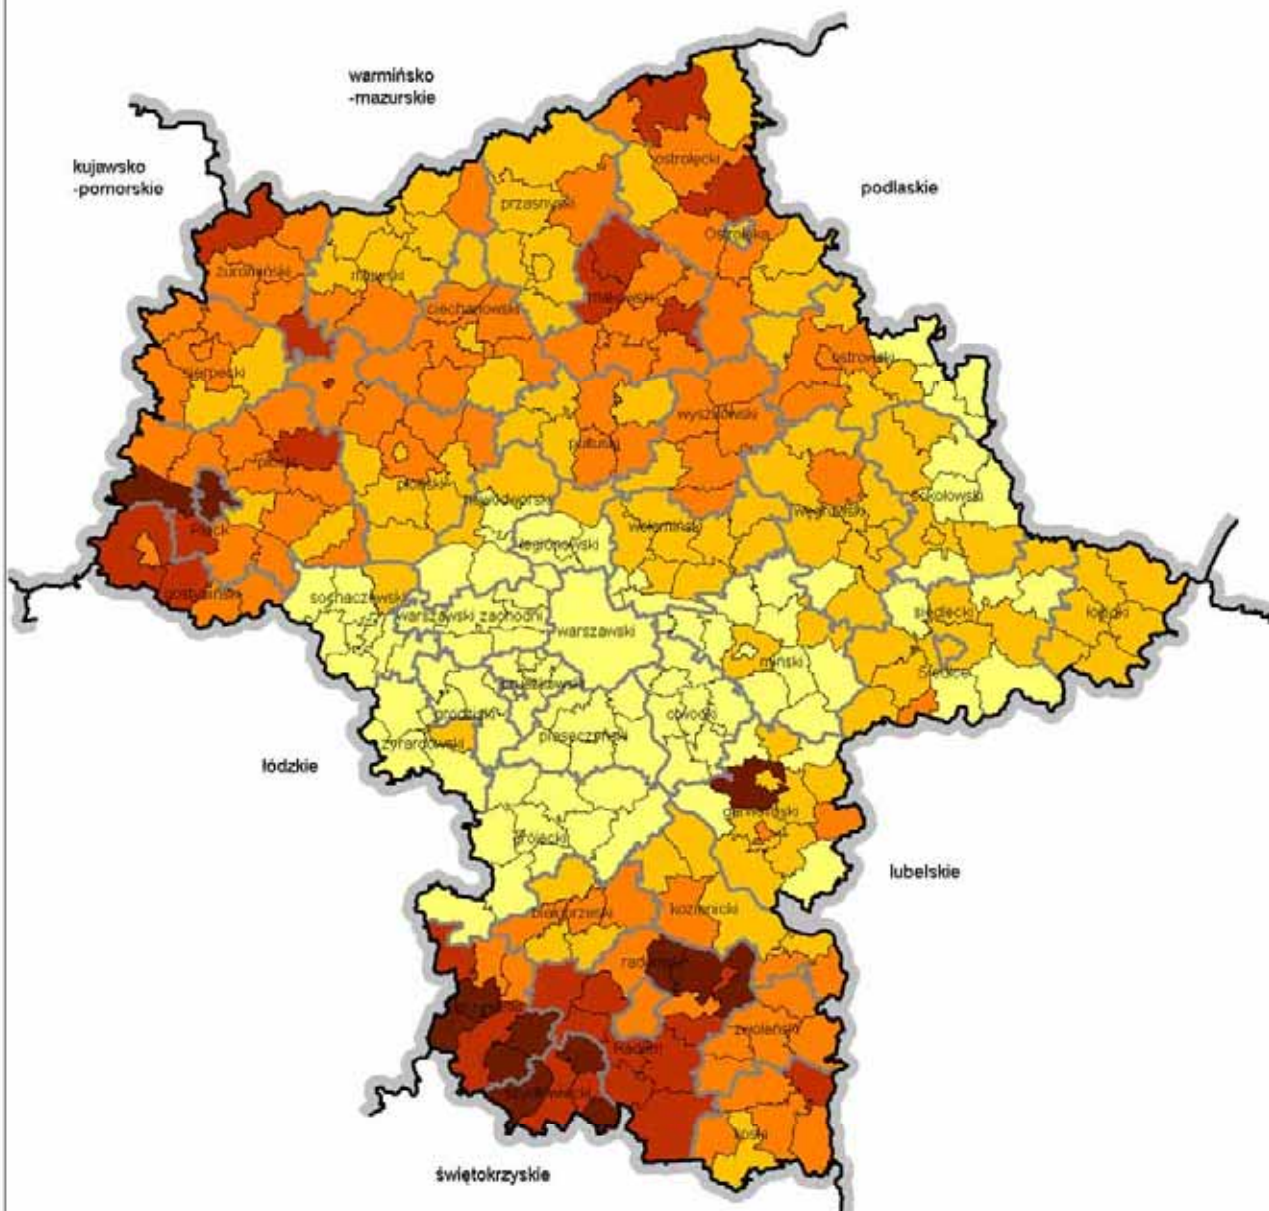 warmińsko
-mazurskie
kujawsko
-pomorskie
podlaskie
ostrołęcki
przasnyski
Ostrołęka
żuromiński
mławski
makowski
ciechanowski
ostrowski
sierpecki
wyszkowski
pułtuski
płoński
sokołowski
nowodworski
węgrowski
wołomiński
Płock
legionowski
gostyniński
sochaczewski
siedlecki
łosicki
warszawski zachodni
warszawski
miński
Siedlce
pruszkowski
grodziski
otwocki
piaseczyński
żyrardowski
łódzkie
garwoliński
grójecki
lubelskie
białobrzeski
kozienicki
zwoleński
Radom
lipski
świętokrzyskie